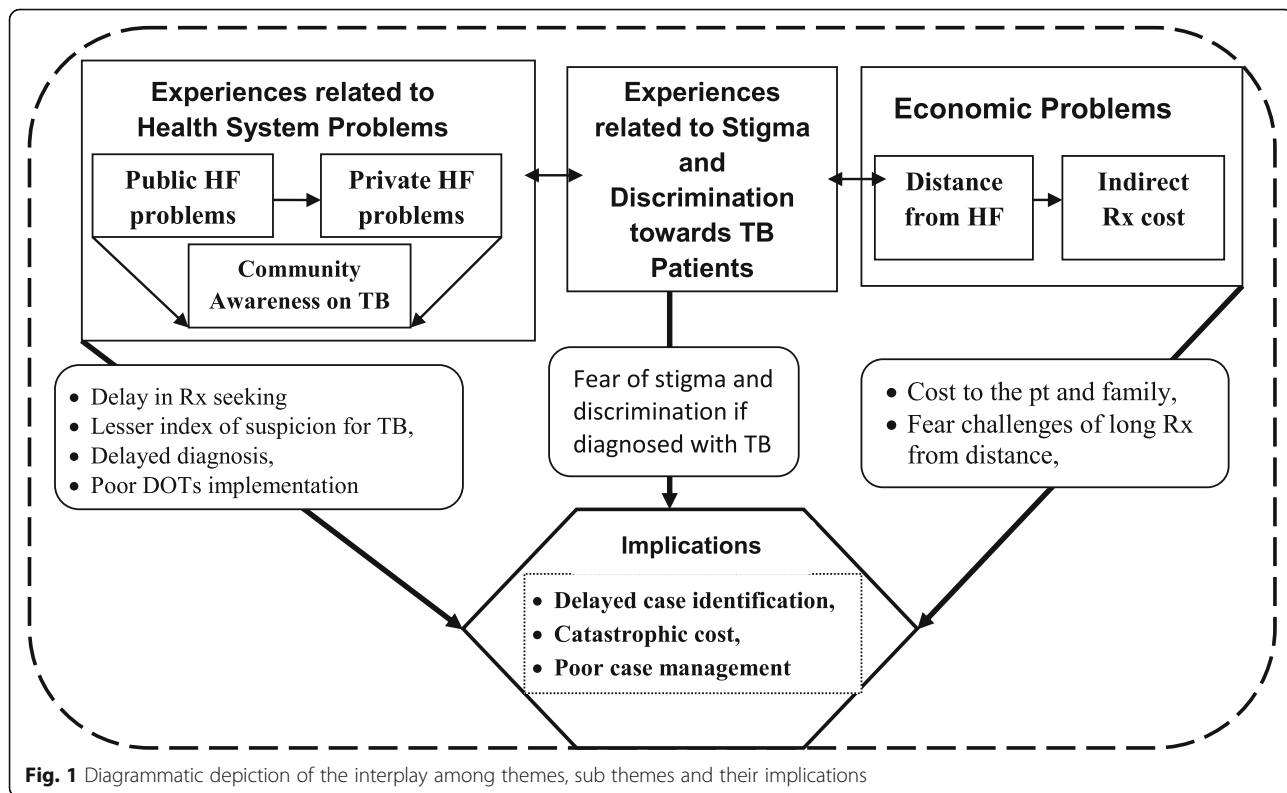 Experiences related to
Health System Problems
Public HF
problems
Private HF
problems
Community
Awareness on TB
Experiences
related to Stigma
and
Discrimination
towards TB
Patients
Economic Problems
Distance
from HF
Indirect
Rx cost
• Delay in Rx seeking
• Lesser index of suspicion for TB,
• Delayed diagnosis,
• Poor DOTs implementation
Fear of stigma and
discrimination if
diagnosed with TB
• Cost to the pt and family,
• Fear challenges of long Rx
from distance,
Implications
• Delayed case identification,
• Catastrophic cost,
• Poor case management
Fig. 1 Diagrammatic depiction of the interplay among themes, sub themes and their implications